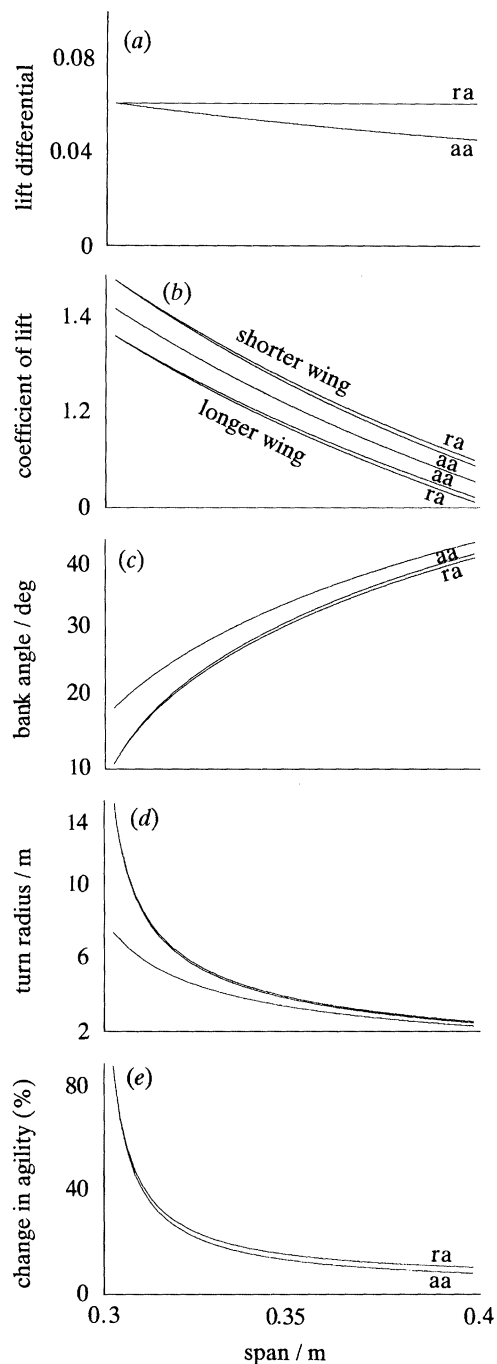 (a)
0.08
0.04
0
lift differential
ra
aa
(b)
1.4
1.2
0
coefficient of lift
shorter wing
longer wing
ra
aa
aa
ra
(c)
40
30
20
10
bank angle / deg
aa
ra
(d)
14
10
6
2
turn radius / m
(e)
80
40
0
change in agility (%)
ra
aa
0.3
0.35
0.4
span / m